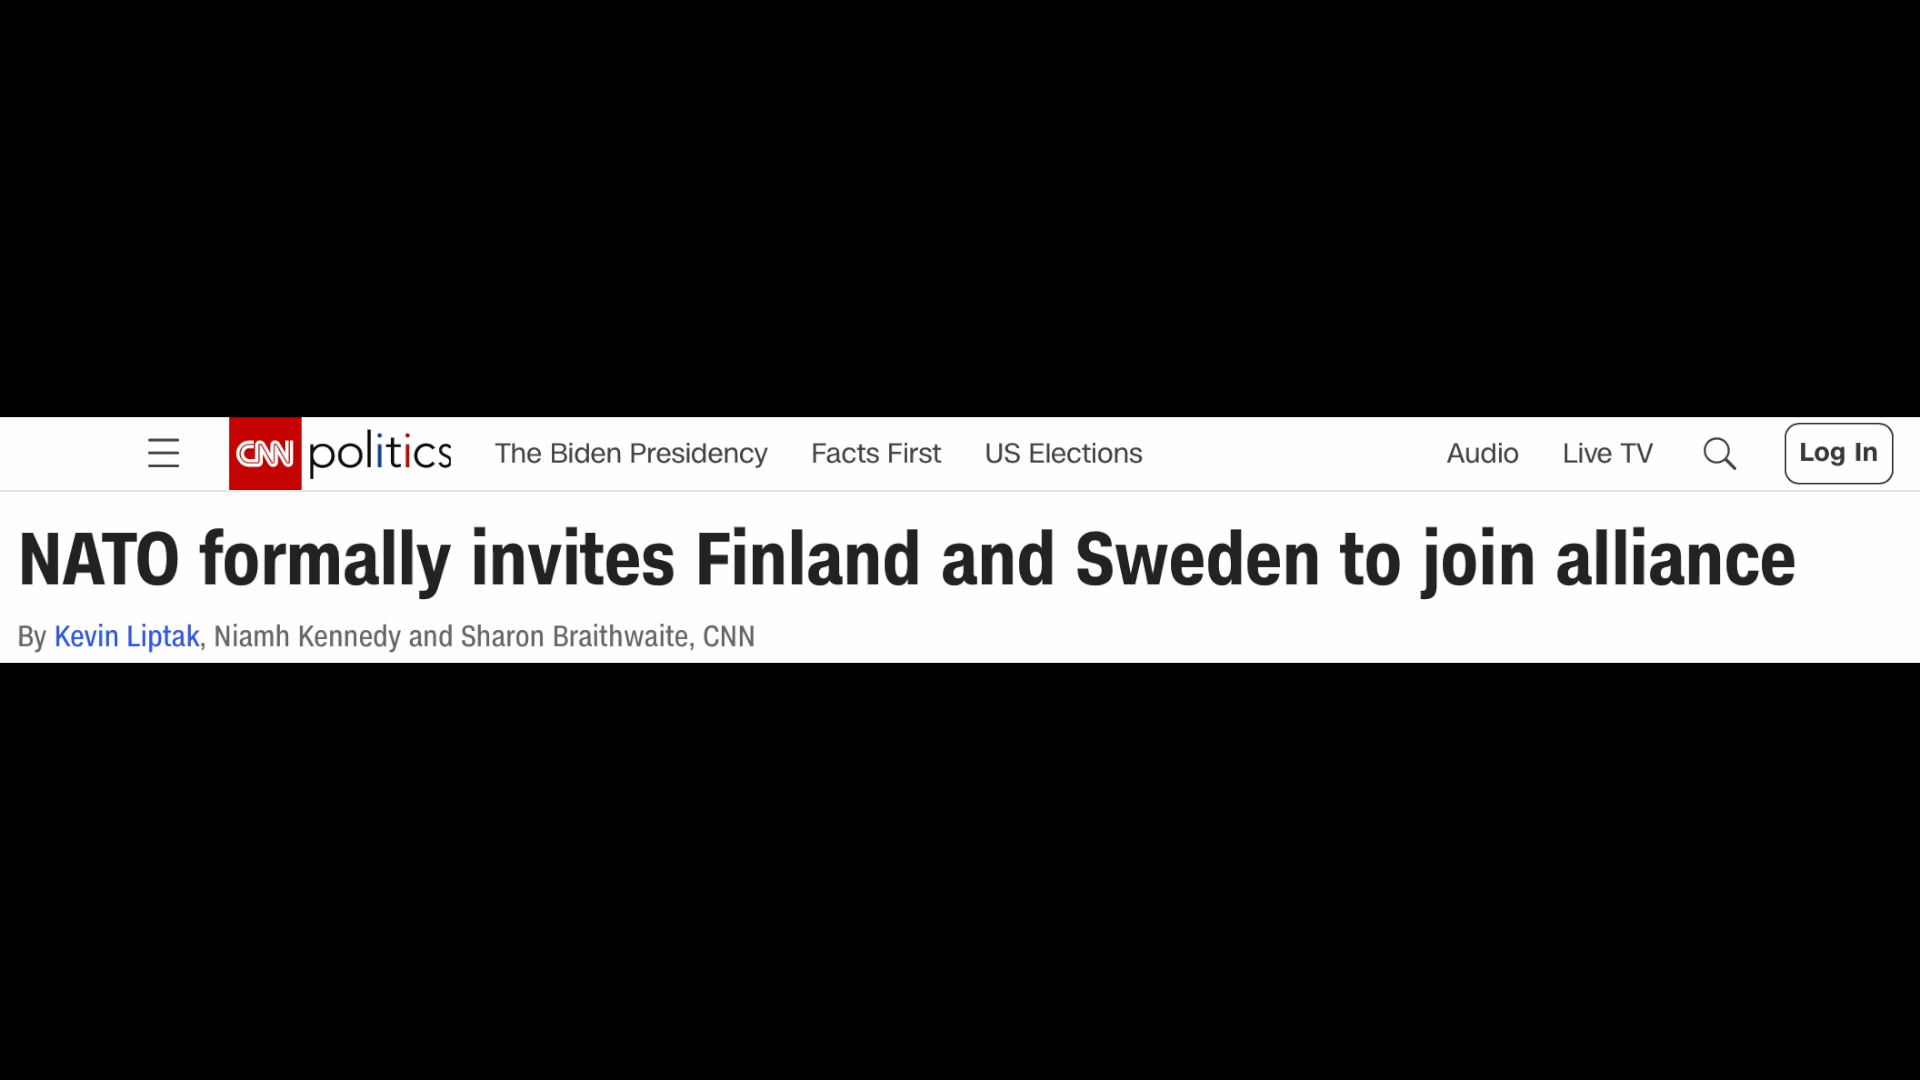 CNN politics The Biden Presidency Facts First US Elections Audio Live TV Log In
NATO formally invites Finland and Sweden to join alliance
By Kevin Liptak, Niamh Kennedy and Sharon Braithwaite, CNN